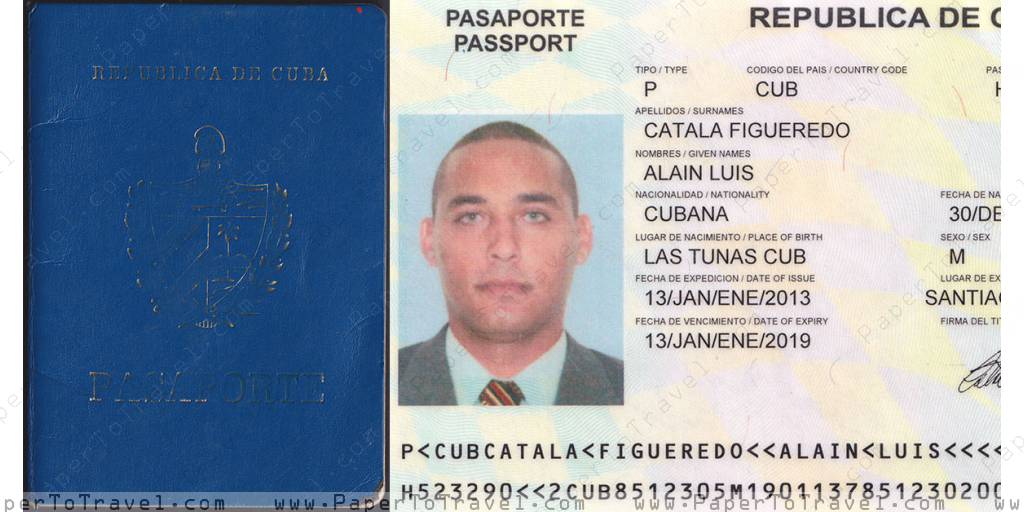 REPUBLICA DE CUBA
PASAPORTE
PASAPORTE
PASSPORT
REPUBLICA DE C
TIPO / TYPE
CODIGO DEL PAIS / COUNTRY CODE
PAS
P
CUB
H
APELLIDOS / SURNAMES
CATALA FIGUEREDO
NOMBRES / GIVEN NAMES
ALAIN LUIS
NACIONALIDAD / NATIONALITY
FECHA DE NA
CUBANA
30/DE
LUGAR DE NACIMIENTO / PLACE OF BIRTH
SEXO / SEX
LAS TUNAS CUB
M
FECHA DE EXPEDICION / DATE OF ISSUE
LUGAR DE EX
13/JAN/ENE/2013
SANTIAG
FECHA DE VENCIMIENTO / DATE OF EXPIRY
FIRMA DEL TI
13/JAN/ENE/2019
P<CUBCATALA<FIGUEREDO<<ALAIN<LUIS<<<<
H523290<<2CUB8512305M1901137851230200
aperToTravel.com www.PaperToTravel.com www.PaperToTravel.com ww